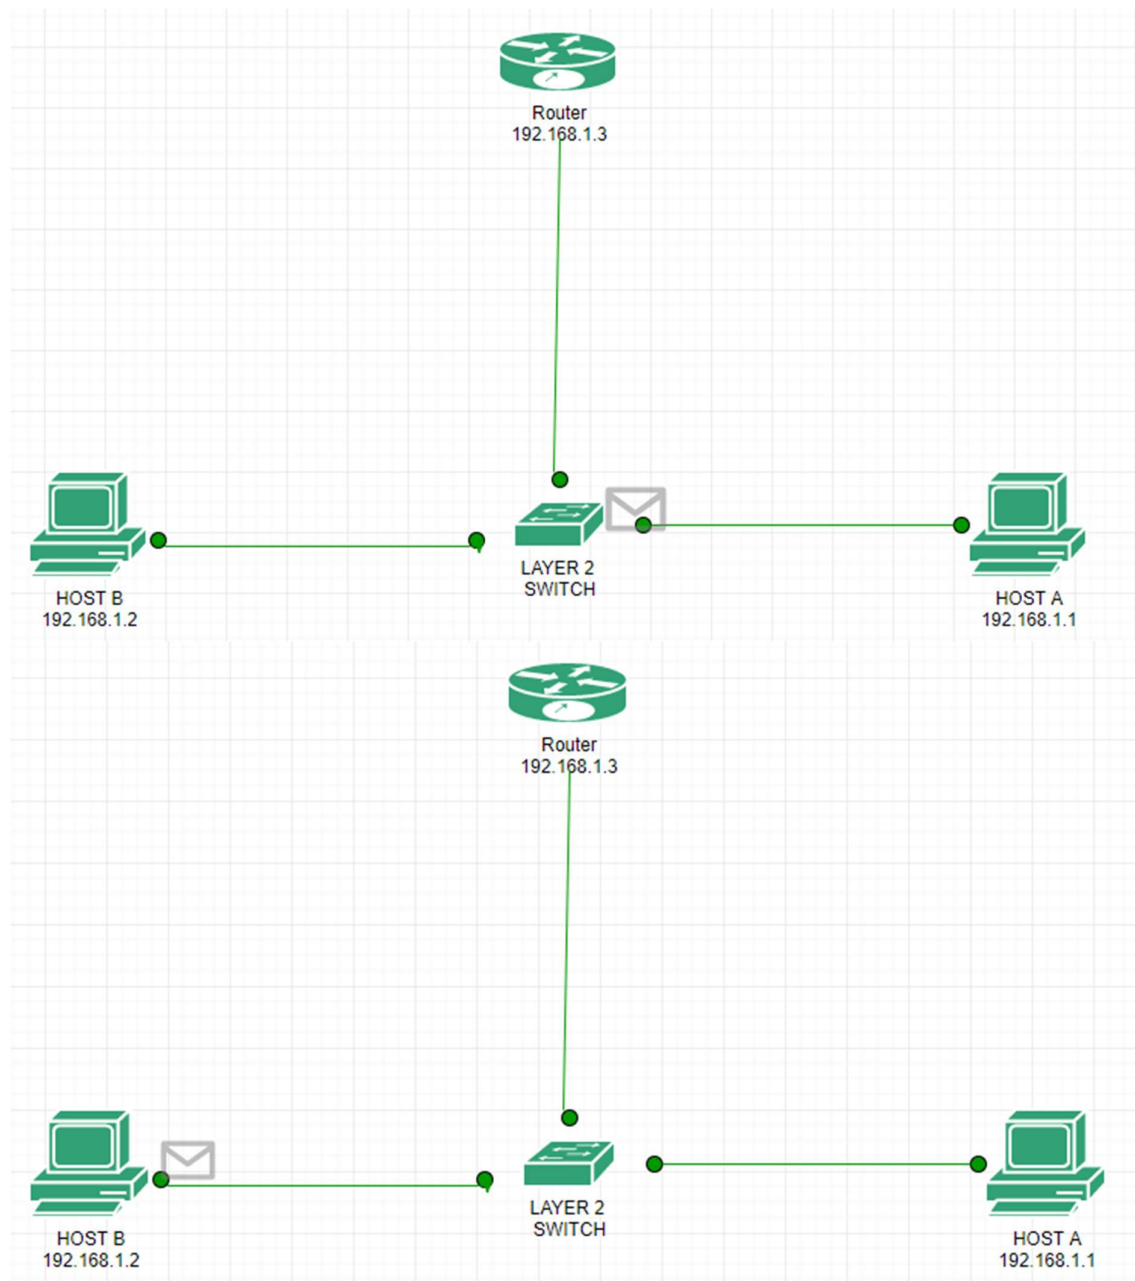 Router
192.168.1.3
LAYER 2
SWITCH
HOST B
192.168.1.2
HOST A
192.168.1.1
Router
192.168.1.3
LAYER 2
SWITCH
HOST B
192.168.1.2
HOST A
192.168.1.1